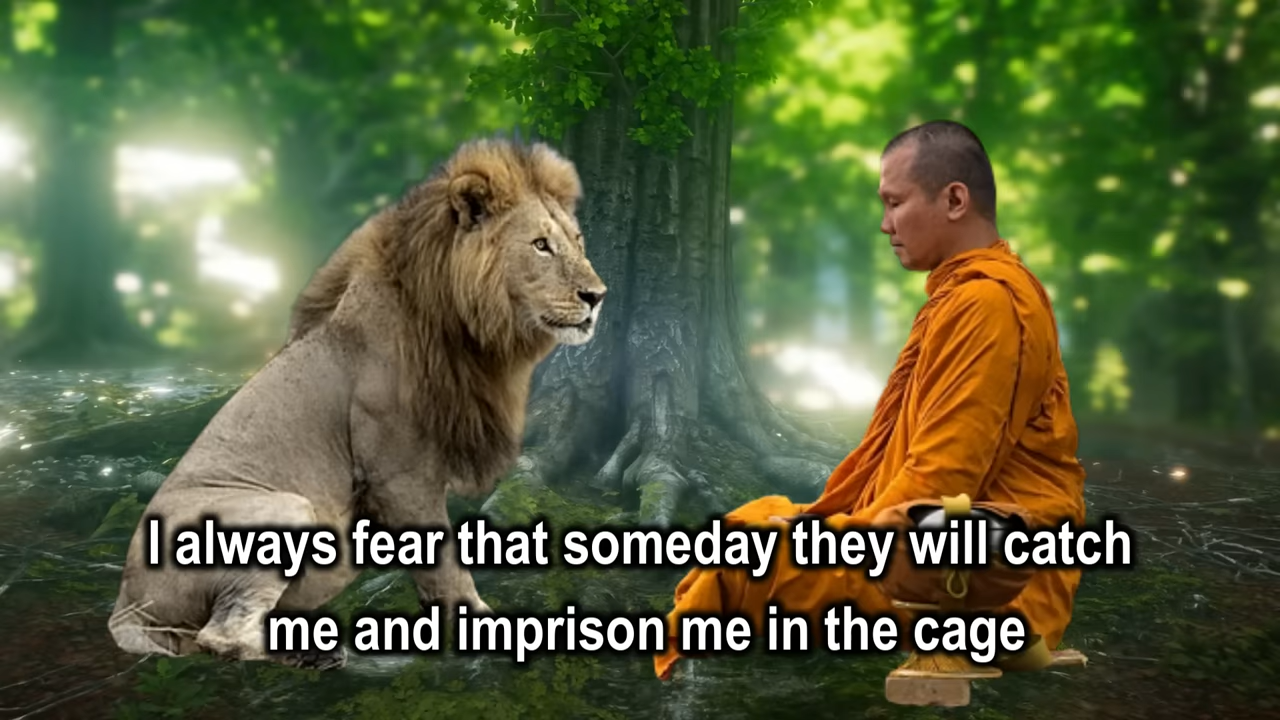 I always fear that someday they will catch
me and imprison me in the cage